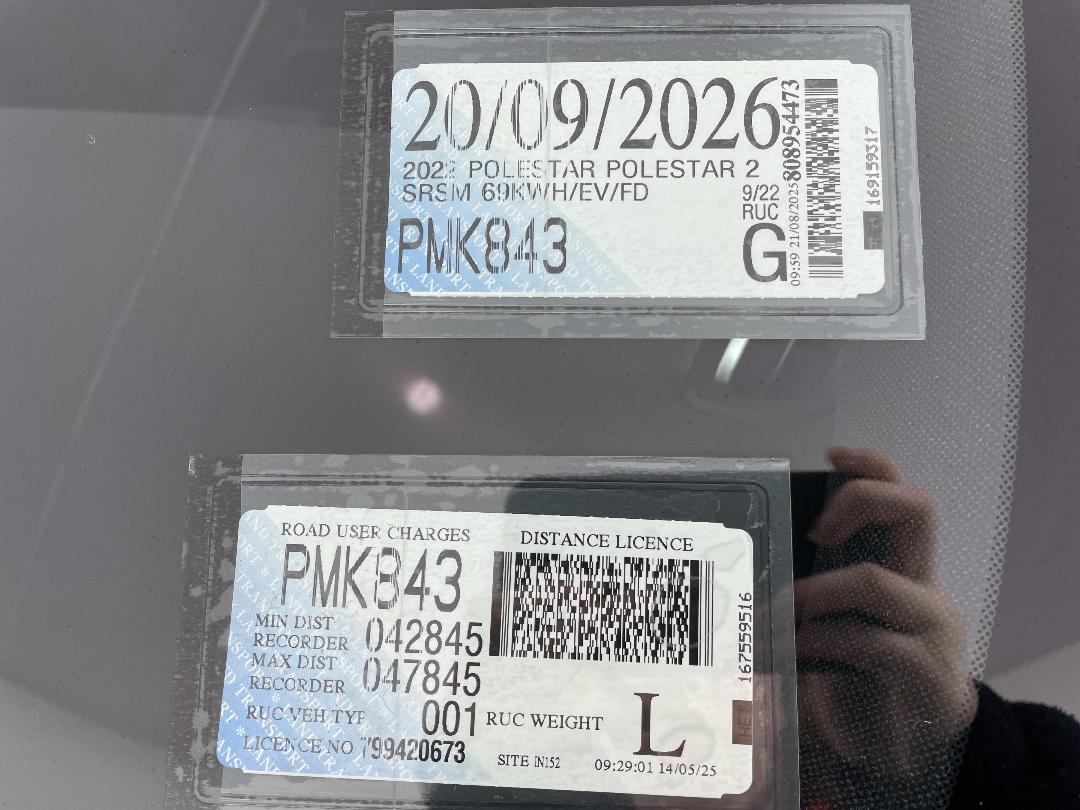 20/09/2026
2022 POLESTAR POLESTAR 2
SRSM 69KWH/EV/FD
9/22
RUC
PMK843
G
09:59 21/08/2025
808954473
169159317
ROAD USER CHARGES
DISTANCE LICENCE
PMK843
MIN DIST
RECORDER 042845
MAX DIST
RECORDER 047845
RUC VEH TYP 001
RUC WEIGHT L
LICENCE NO 799420673
SITE IN152
09:29:01 14/05/25
167559516